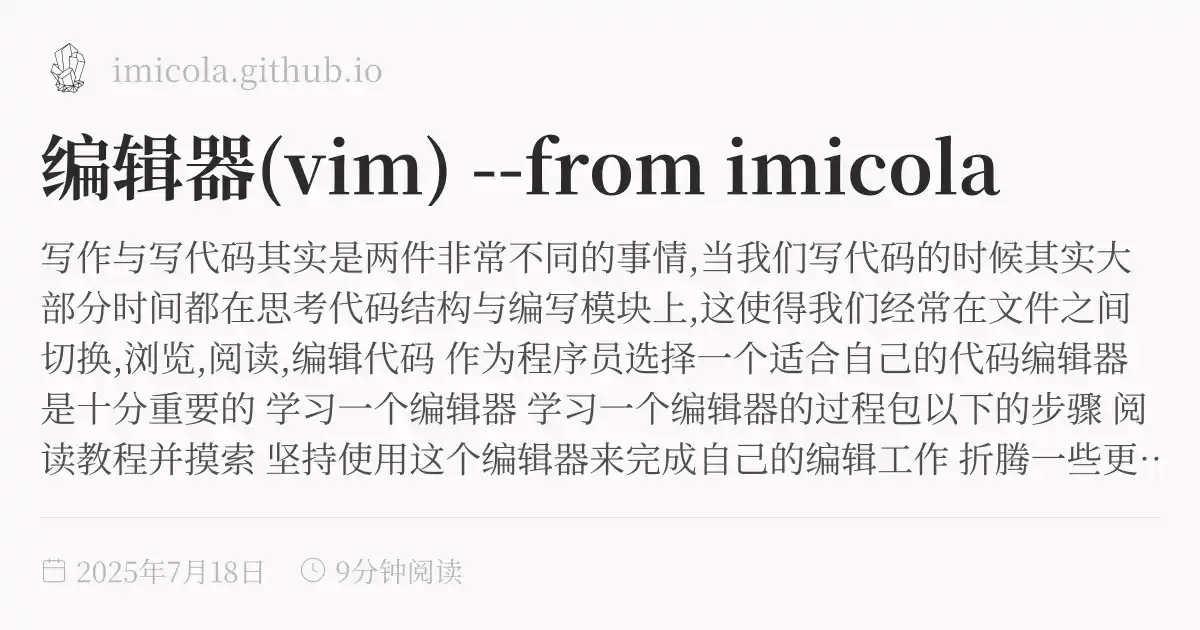 imicola.github.io
编辑器(vim) --from imicola
写作与写代码其实是两件非常不同的事情,当我们写代码的时候其实大
部分时间都在思考代码结构与编写模块上,这使得我们经常在文件之间
切换,浏览,阅读,编辑代码 作为程序员选择一个适合自己的代码编辑器
是十分重要的 学习一个编辑器 学习一个编辑器的过程包以下的步骤 阅
读教程并摸索 坚持使用这个编辑器来完成自己的编辑工作 折腾一些更··
2025年7月18日 9分钟阅读